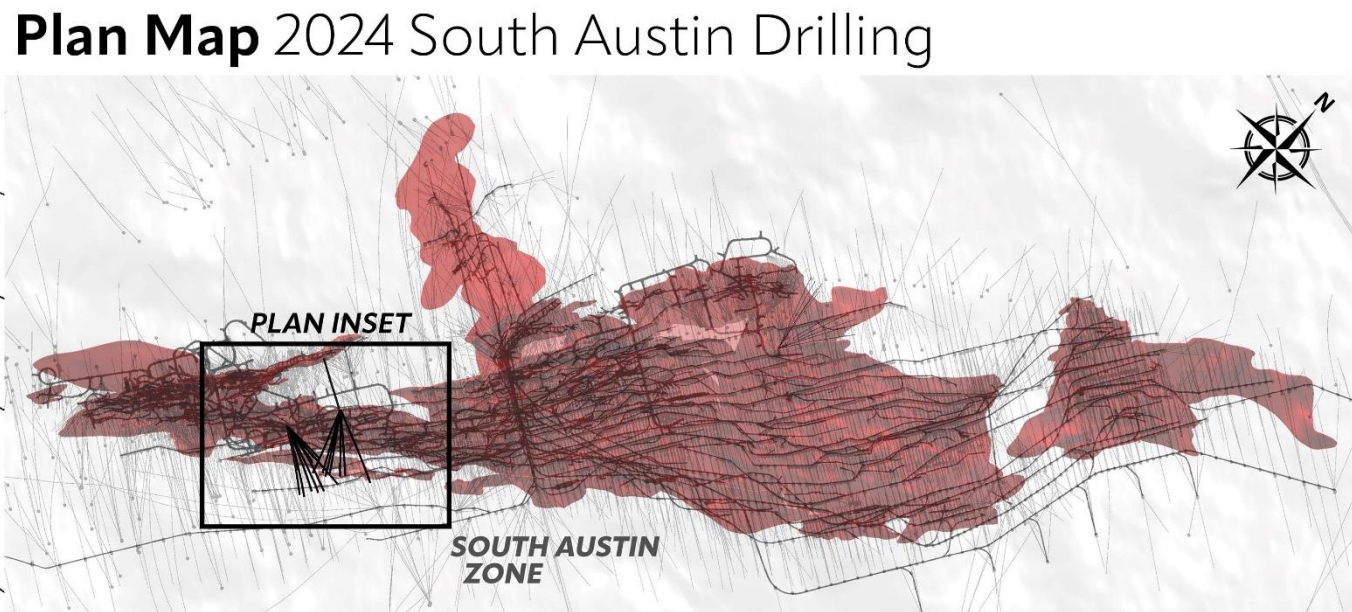 Plan Map 2024 South Austin Drilling
N
PLAN INSET
SOUTH AUSTIN
ZONE